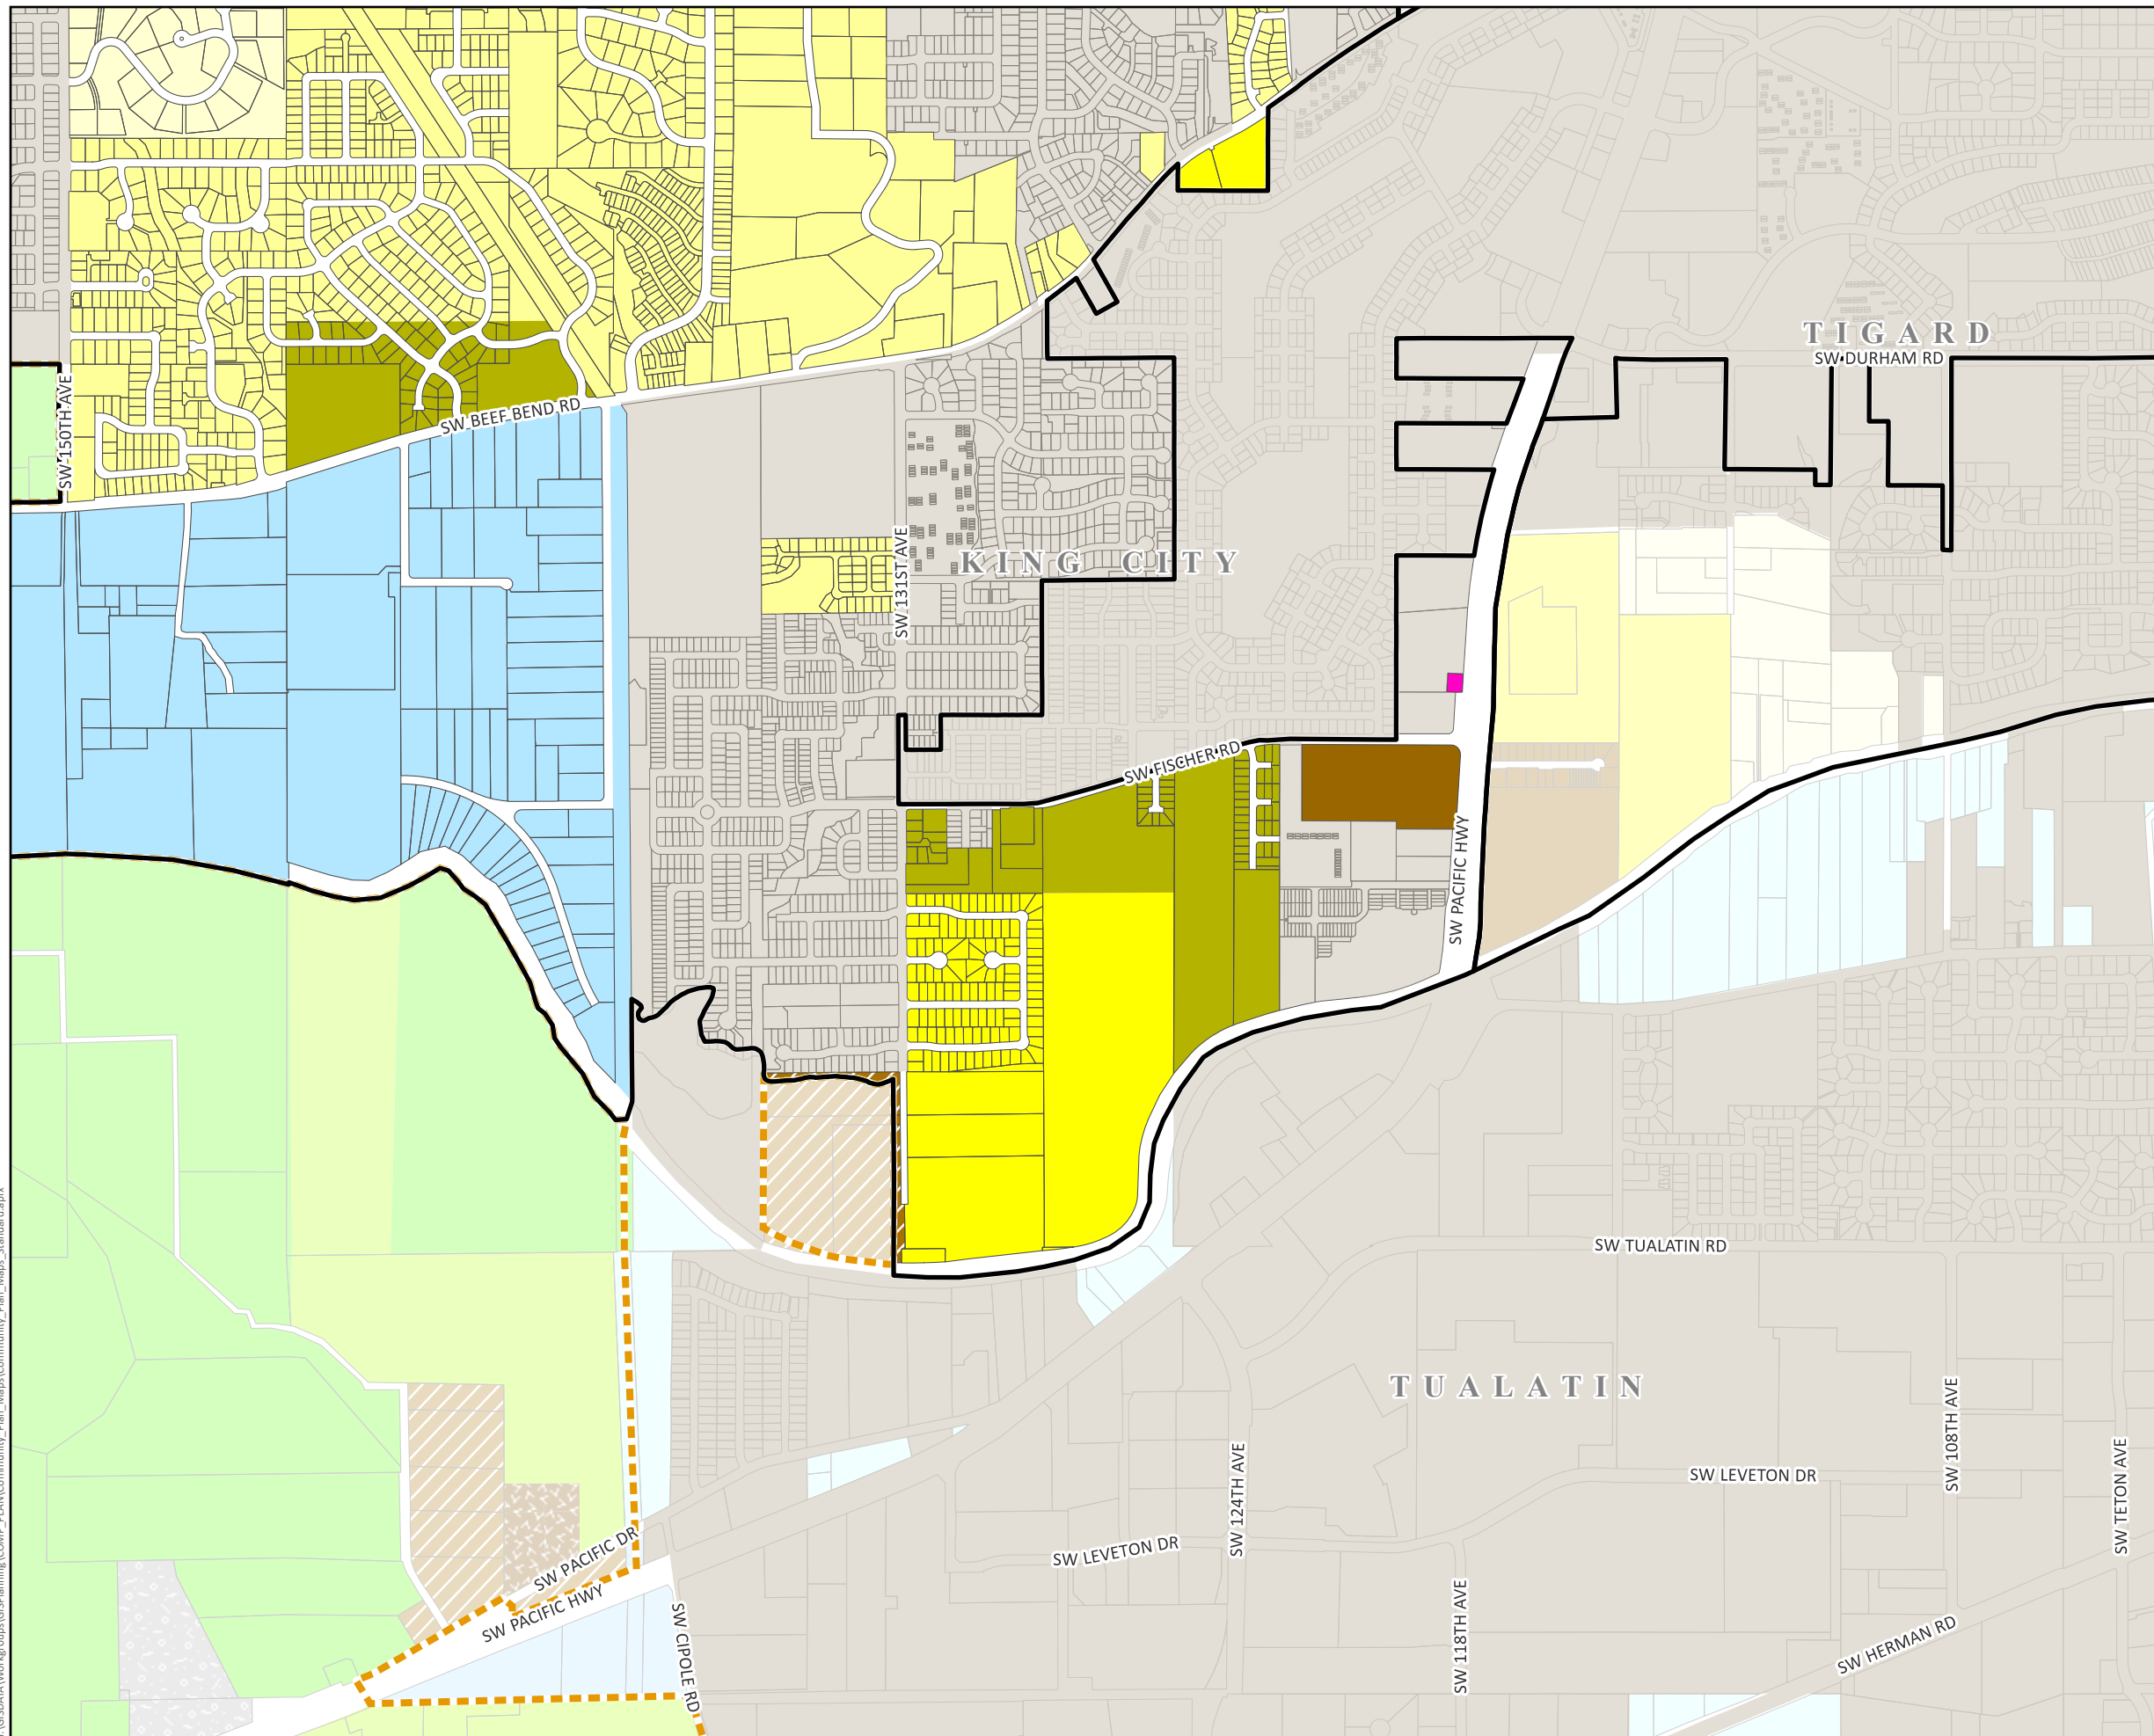 TIGARD
SW DURHAM RD
SW 150TH AVE
SW BEEF BEND RD
SW 131ST AVE
KING CITY
SW FISCHER RD
SW PACIFIC HWY
SW TUALATIN RD
TUALATIN
SW 108TH AVE
SW TETON AVE
SW 124TH AVE
SW LEVETON DR
SW PACIFIC DR
SW LEVETON DR
SW PACIFIC HWY
SW CIPOLE RD
SW 118TH AVE
SW HERMAN RD